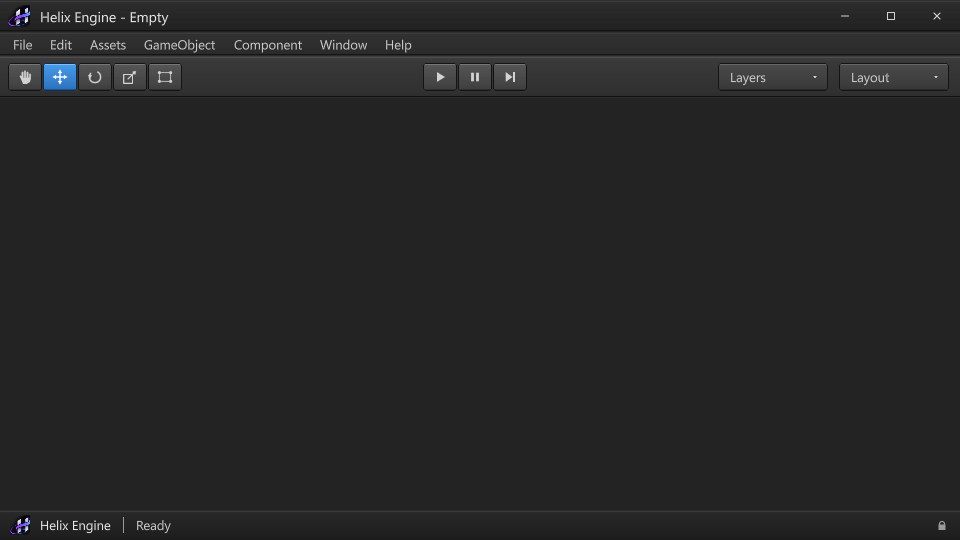 Helix Engine - Empty
File Edit Assets GameObject Component Window Help
Layers Layout
Helix Engine Ready